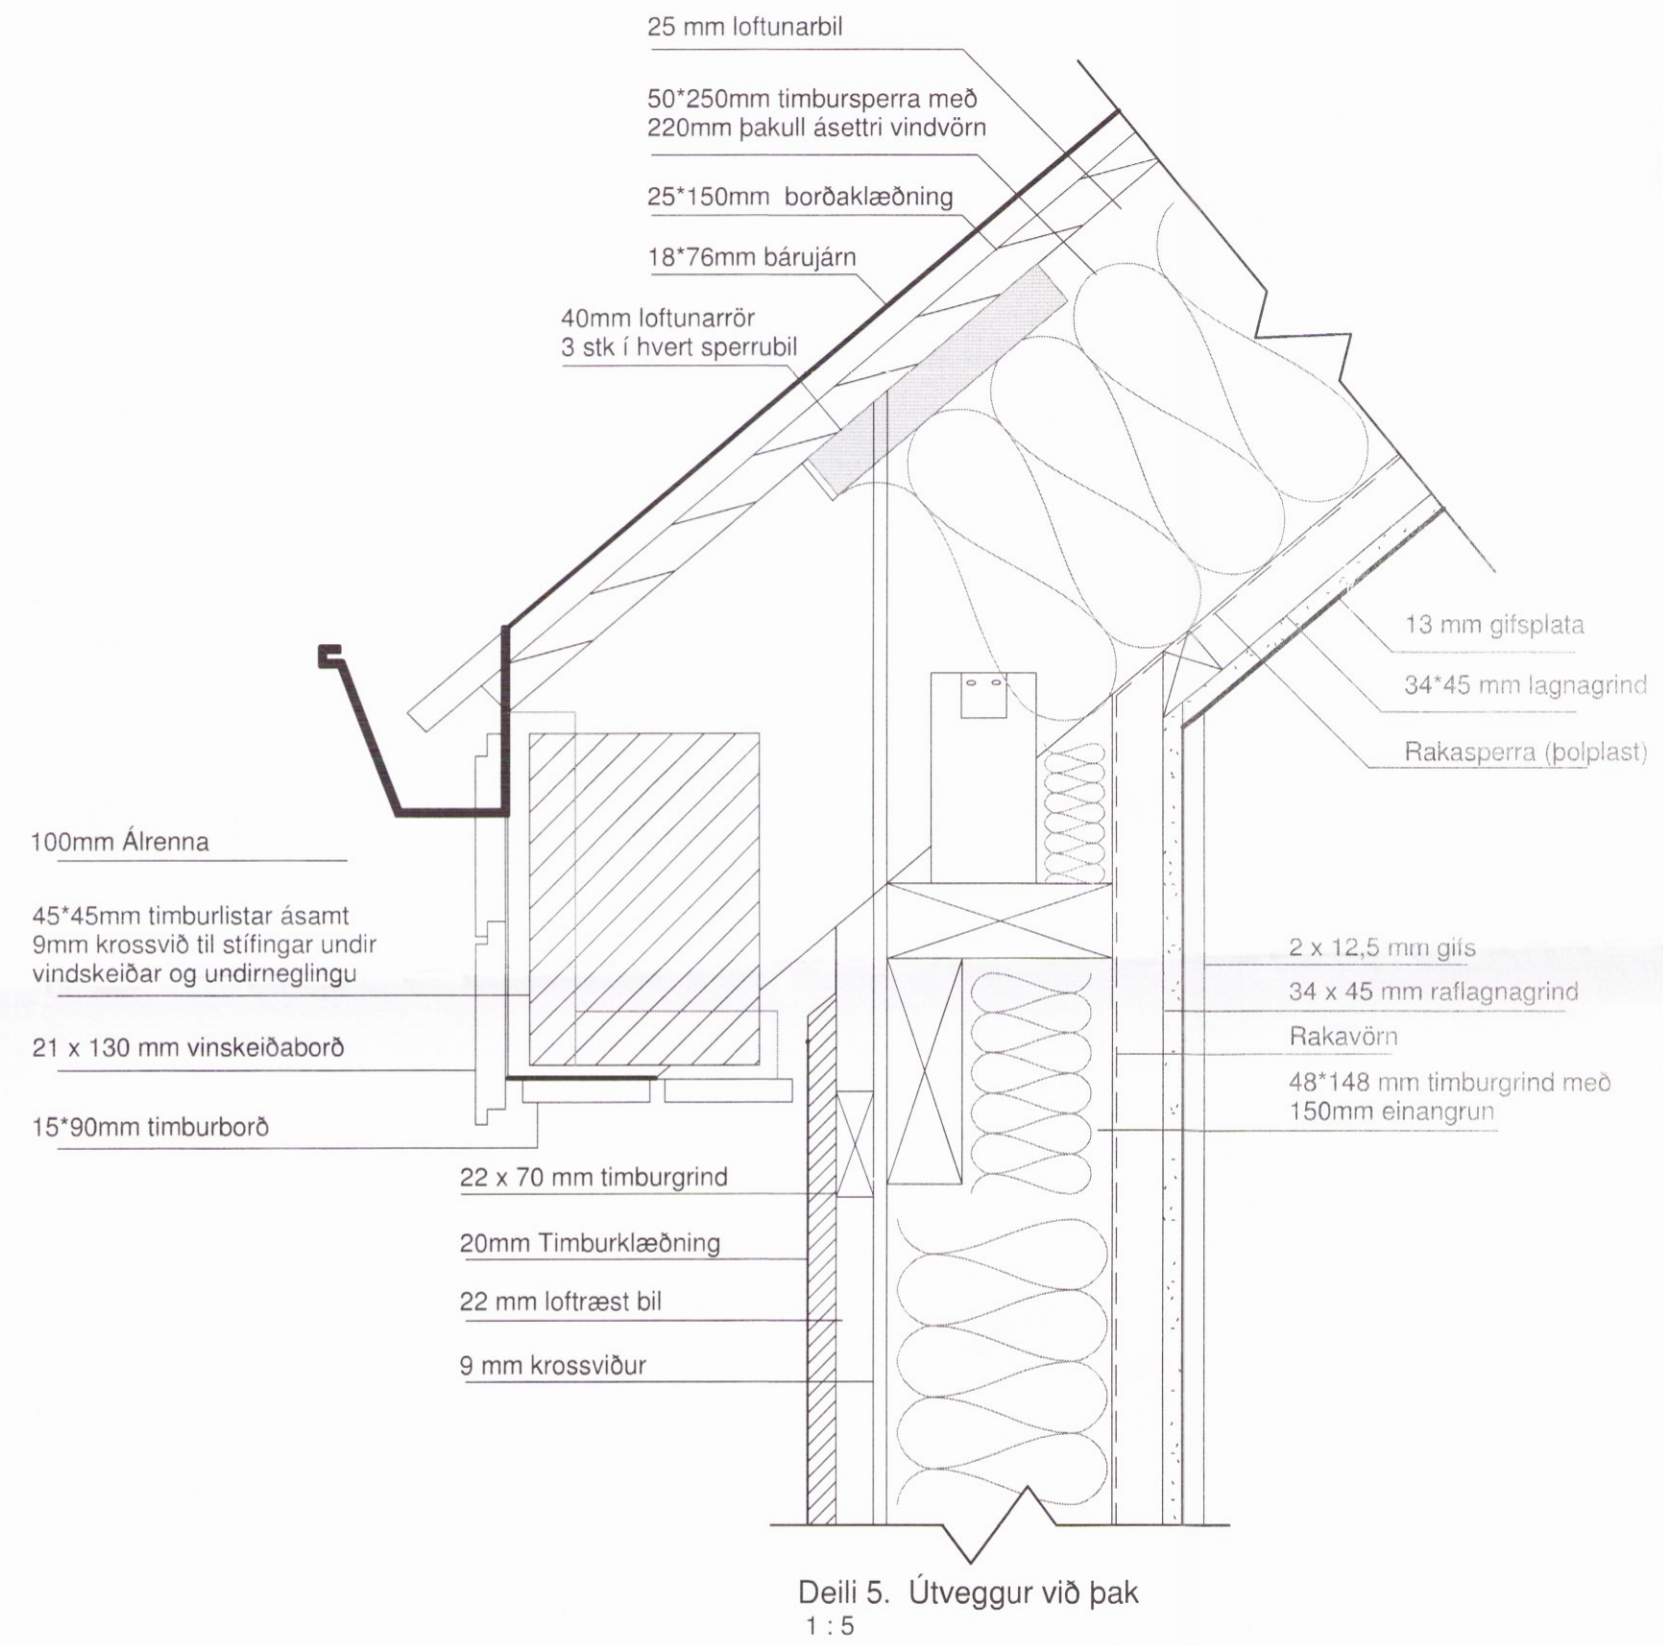 25 mm loftunarbil
50*250mm timbursperra með
220mm þakull ásettri vindvörn
25*150mm borðaklæðning
18*76mm bárujárn
40mm loftunarrör
3 stk í hvert sperrubil
13 mm gifsplata
34*45 mm lagnagrind
Rakasperra (þolplast)
100mm Álrenna
45*45mm timburlistar ásamt
9mm krossvið til stífingar undir
vindskeiðar og undirneglingu
21 x 130 mm vinskeiðaborð
15*90mm timburborð
2 x 12,5 mm gifs
34 x 45 mm raflagnagrind
Rakavörn
48*148 mm timburgrind með
150mm einangrun
22 x 70 mm timburgrind
20mm Timburklæðning
22 mm loftræst bil
9 mm krossviður
Deili 5. Útveggur við þak
1 : 5